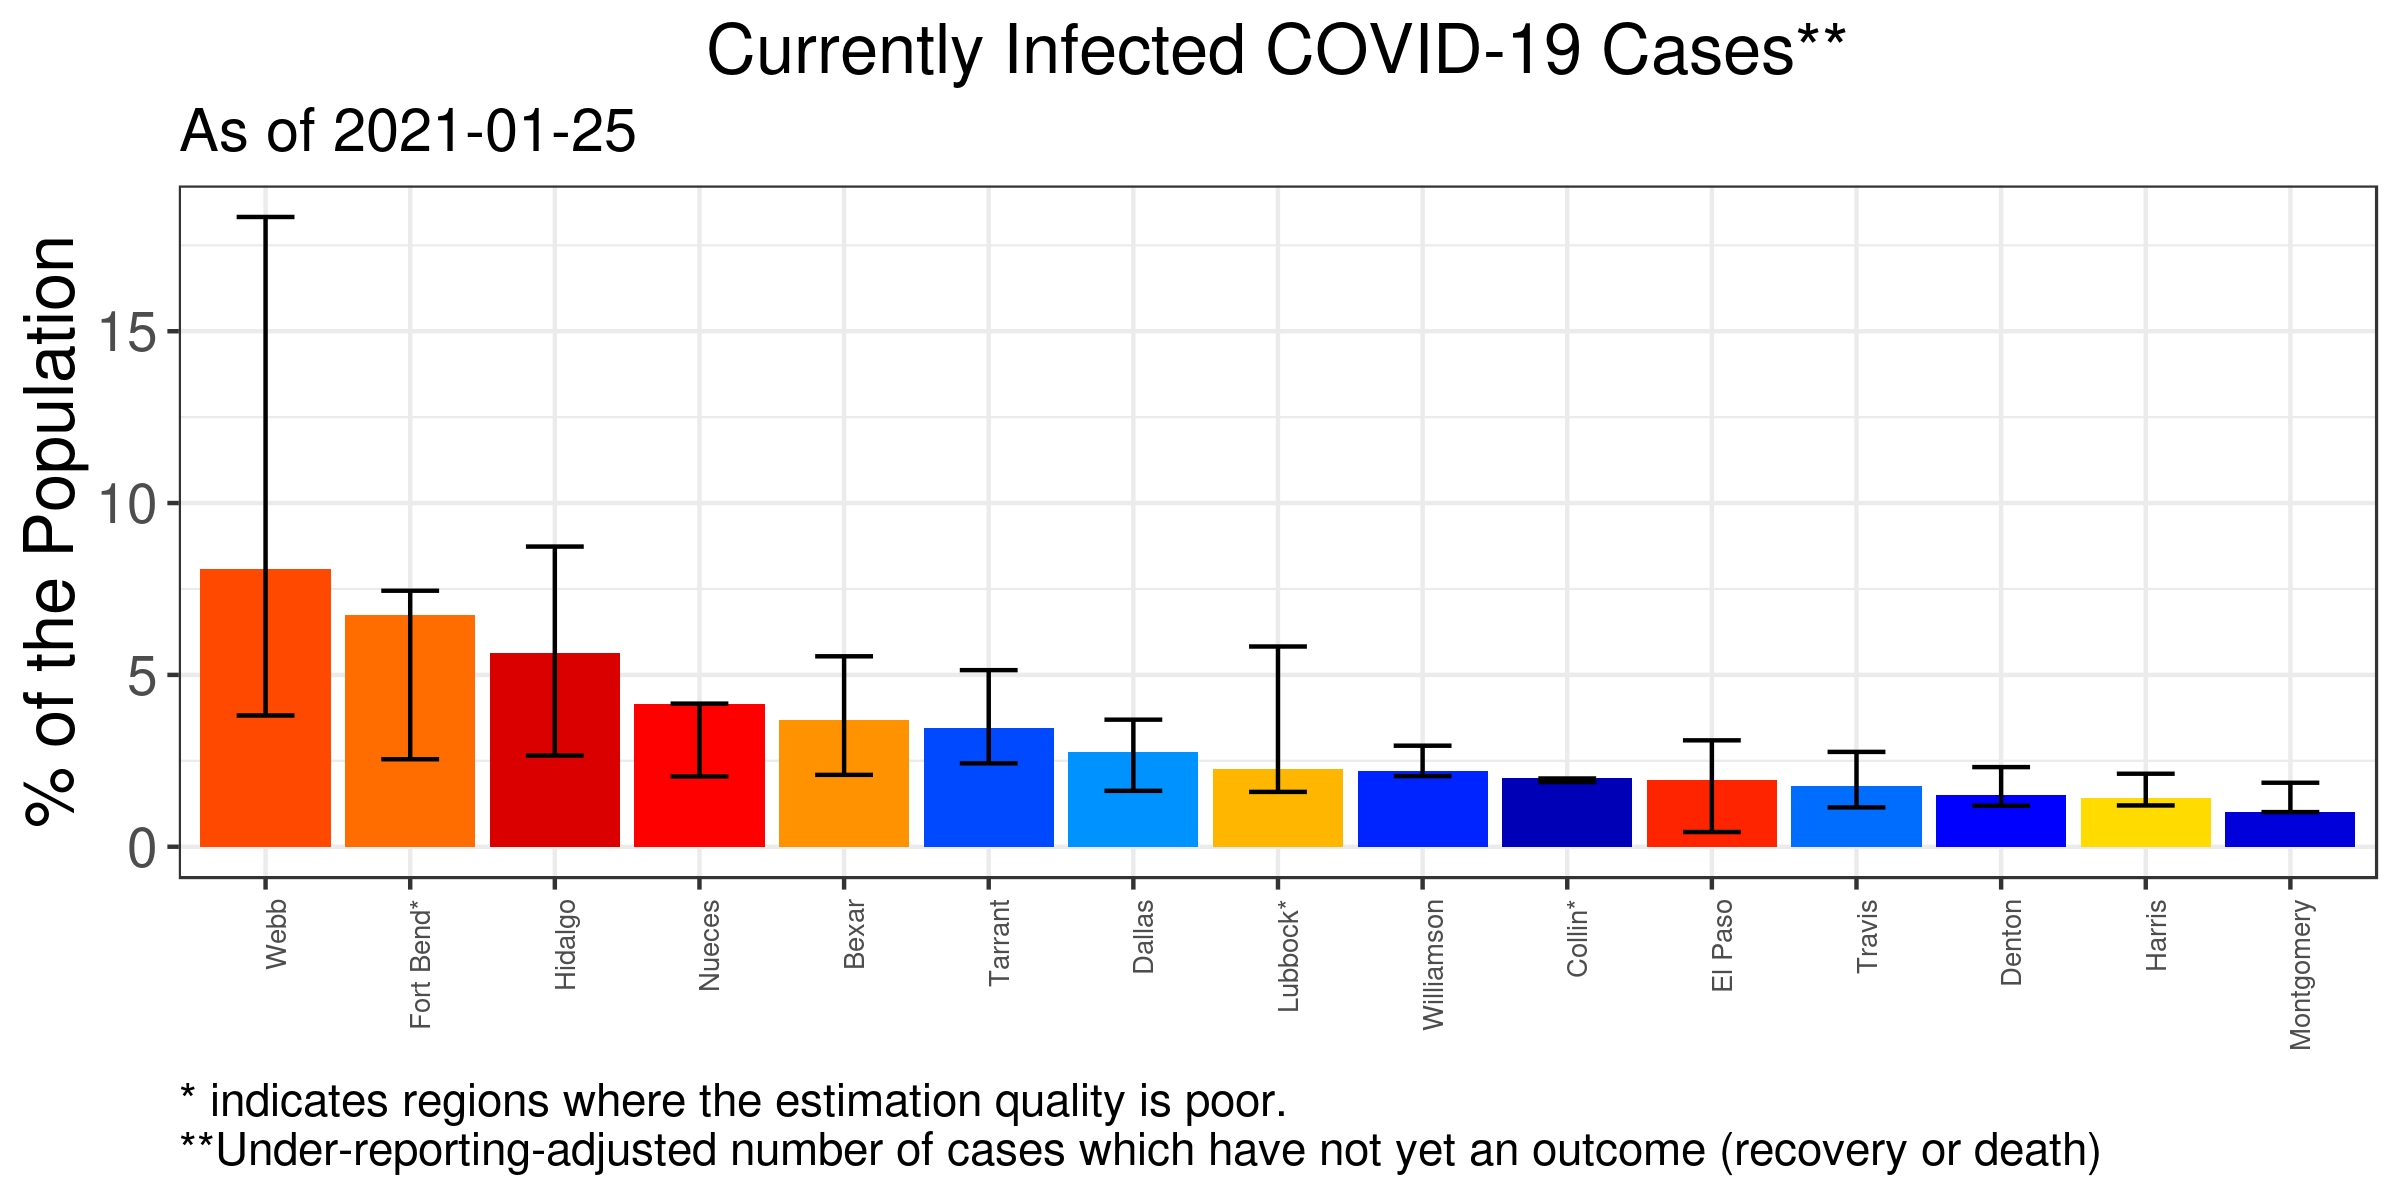 Currently Infected COVID-19 Cases**
As of 2021-01-25
% of the Population
15
10
5
0
Webb
Fort Bend*
Hidalgo
Nueces
Bexar
Tarrant
Dallas
Lubbock*
Williamson
Collin*
El Paso
Travis
Denton
Harris
Montgomery
* indicates regions where the estimation quality is poor.
**Under-reporting-adjusted number of cases which have not yet an outcome (recovery or death)